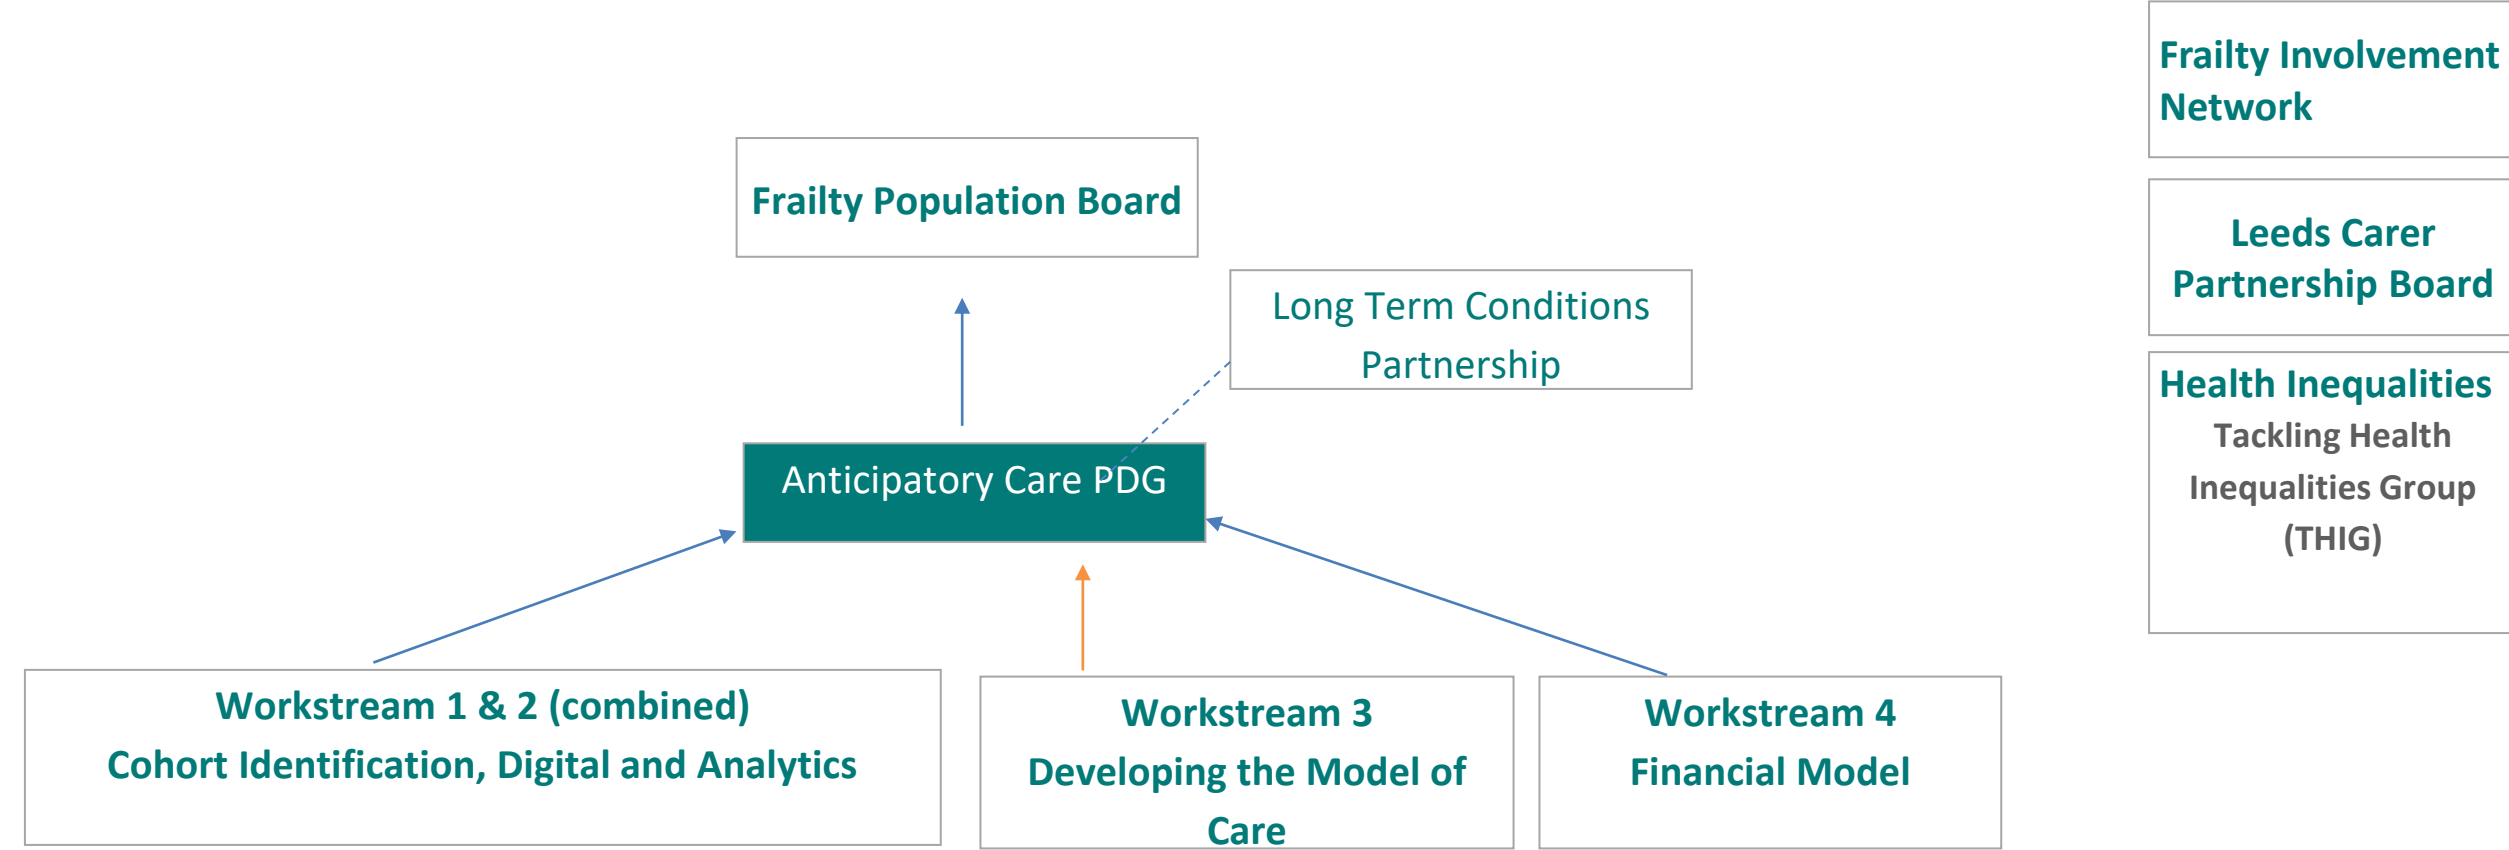 Frailty Involvement
Network
Frailty Population Board
Leeds Carer
Partnership Board
Long Term Conditions
Partnership
Health Inequalities
Tackling Health
Inequalities Group
(THIG)
Anticipatory Care PDG
Workstream 1 & 2 (combined)
Cohort Identification, Digital and Analytics
Workstream 3
Developing the Model of
Care
Workstream 4
Financial Model